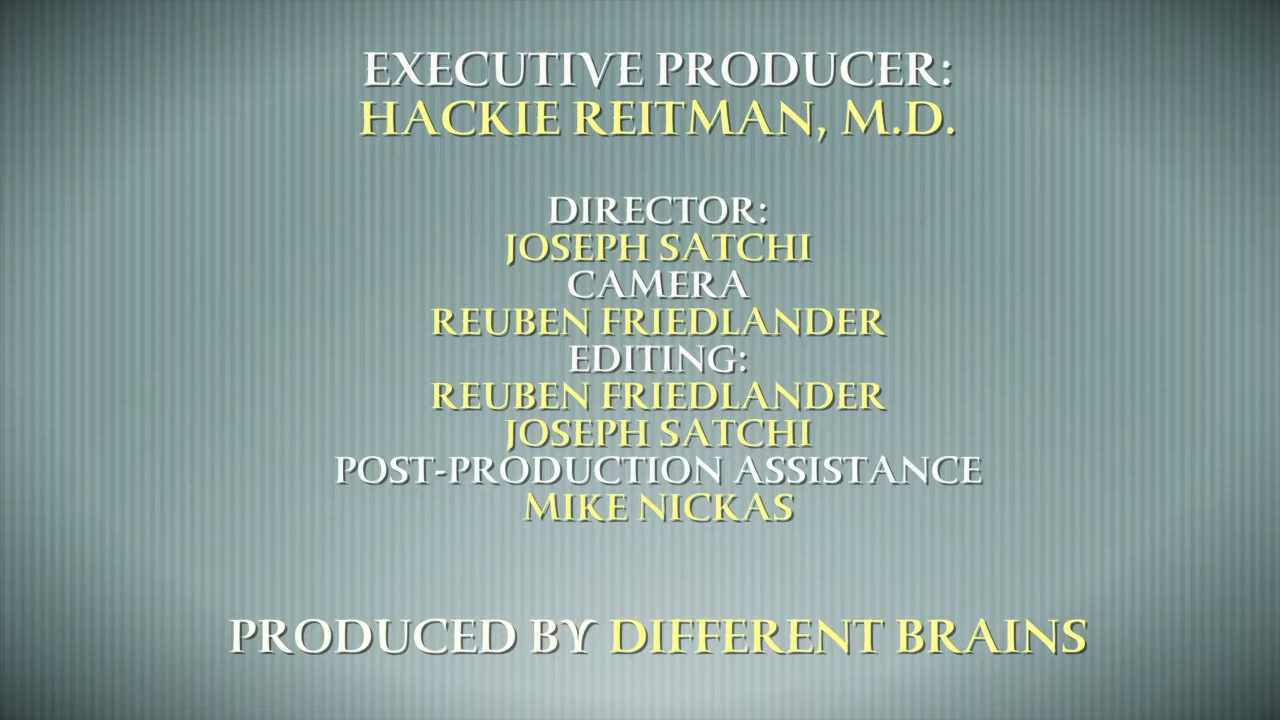 EXECUTIVE PRODUCER:
HACKIE REITMAN, M.D.
DIRECTOR:
JOSEPH SATCHI
CAMERA
REUBEN FRIEDLANDER
EDITING:
REUBEN FRIEDLANDER
JOSEPH SATCHI
POST-PRODUCTION ASSISTANCE
MIKE NICKAS
PRODUCED BY DIFFERENT BRAINS